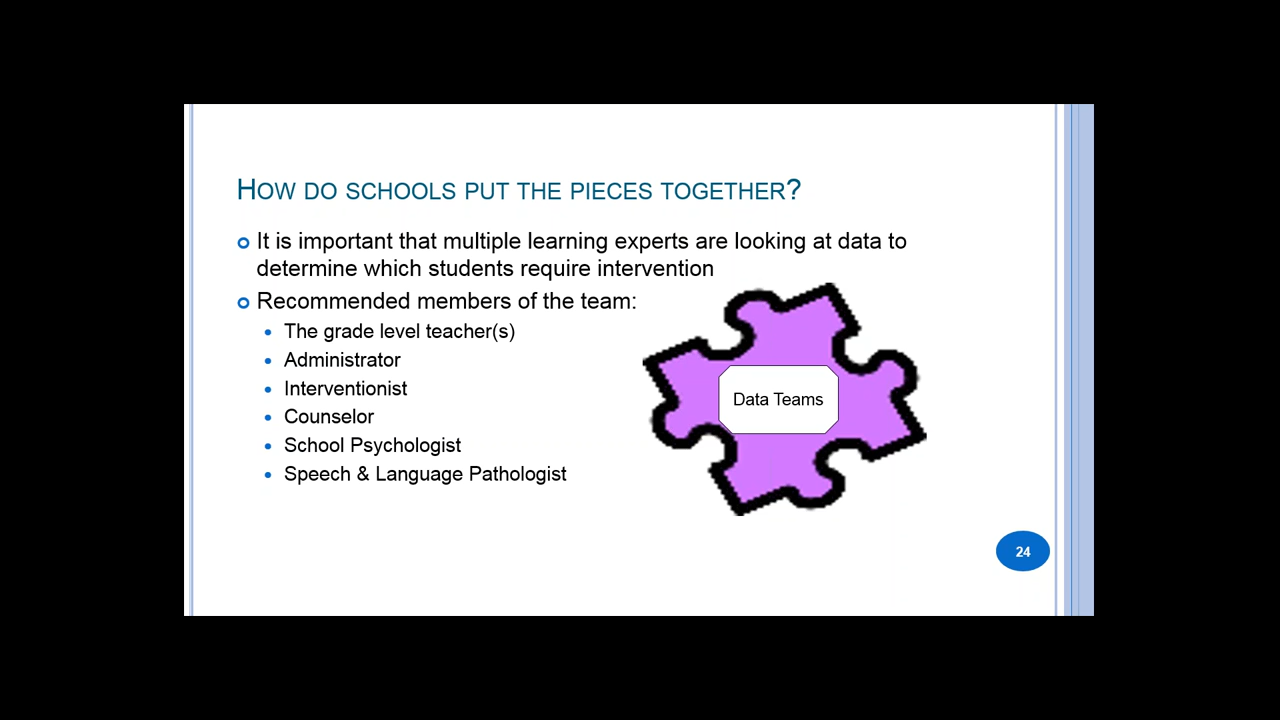 HOW DO SCHOOLS PUT THE PIECES TOGETHER?
It is important that multiple learning experts are looking at data to
determine which students require intervention
Recommended members of the team:
The grade level teacher(s)
Administrator
Interventionist
Counselor
School Psychologist
Speech & Language Pathologist
Data Teams
24